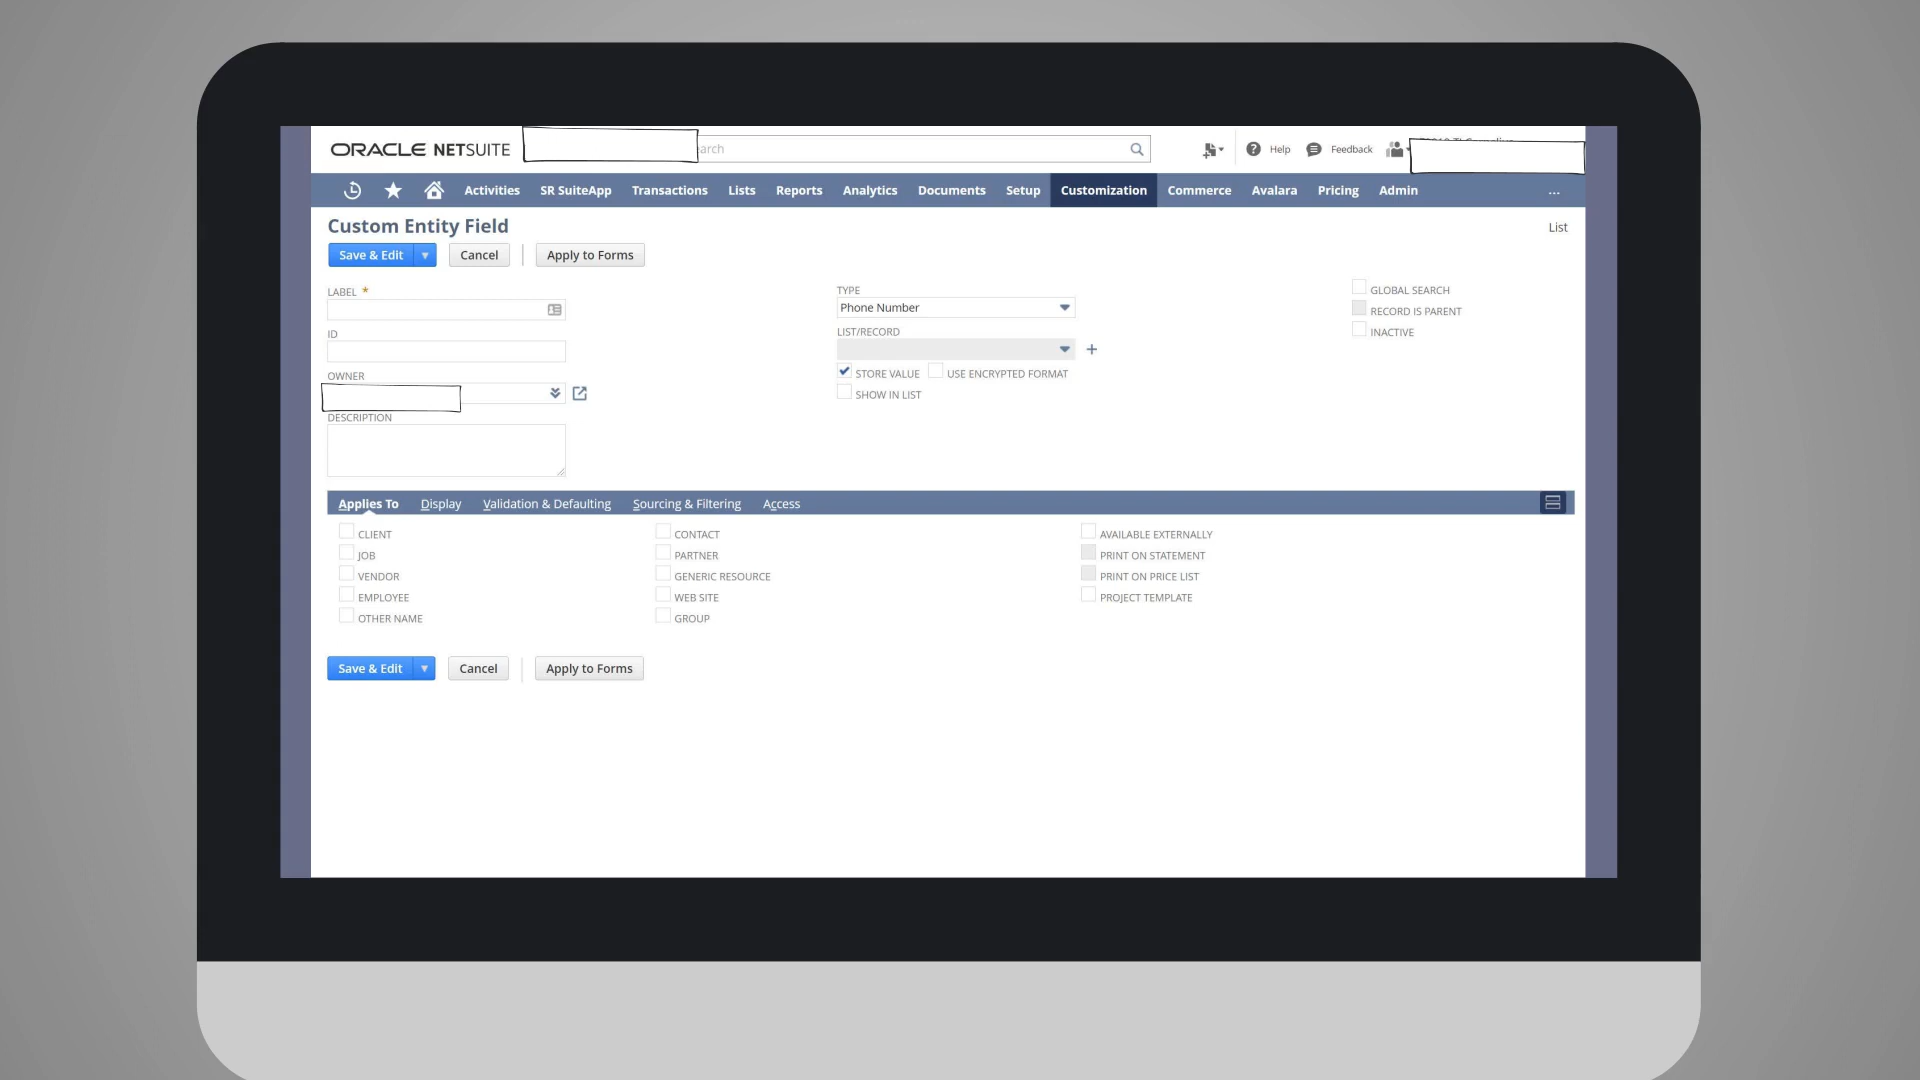 ORACLE NETSUITE
arch
Help
Feedback
Activities SR SuiteApp Transactions Lists Reports Analytics Documents Setup Customization Commerce Avalara Pricing Admin ...
Custom Entity Field
List
Save & Edit Cancel Apply to Forms
LABEL *
ID
OWNER
DESCRIPTION
TYPE
Phone Number
LIST/RECORD
STORE VALUE USE ENCRYPTED FORMAT
SHOW IN LIST
GLOBAL SEARCH
RECORD IS PARENT
INACTIVE
Applies To Display Validation & Defaulting Sourcing & Filtering Access
CLIENT
JOB
VENDOR
EMPLOYEE
OTHER NAME
CONTACT
PARTNER
GENERIC RESOURCE
WEB SITE
GROUP
AVAILABLE EXTERNALLY
PRINT ON STATEMENT
PRINT ON PRICE LIST
PROJECT TEMPLATE
Save & Edit Cancel Apply to Forms